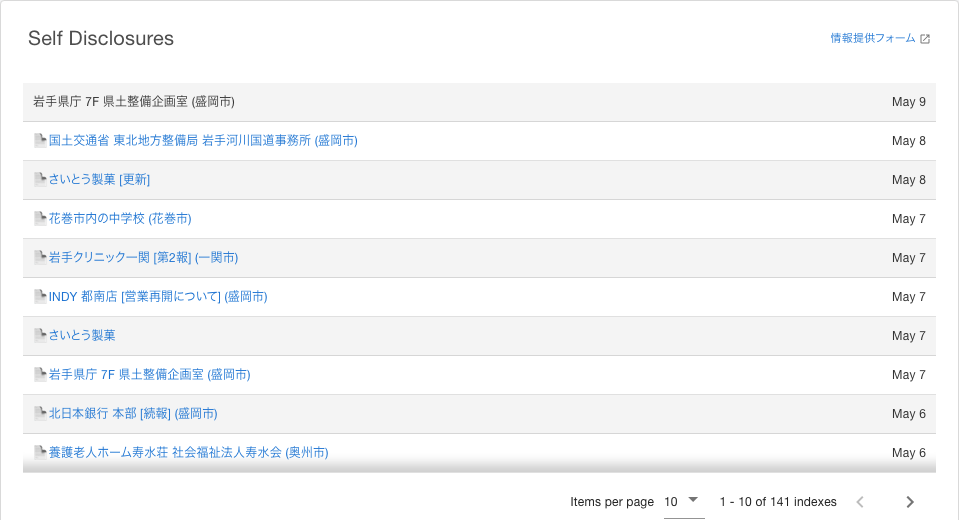 Self Disclosures
情報提供フォーム
岩手県庁 7F 県土整備企画室 (盛岡市) May 9
国土交通省 東北地方整備局 岩手河川国道事務所 (盛岡市) May 8
さいとう製菓 [更新] May 8
花巻市内の中学校 (花巻市) May 7
岩手クリニック一関 [第2報] (一関市) May 7
INDY 都南店 [営業再開について] (盛岡市) May 7
さいとう製菓 May 7
岩手県庁 7F 県土整備企画室 (盛岡市) May 7
北日本銀行 本部 [続報] (盛岡市) May 6
養護老人ホーム寿水荘 社会福祉法人寿水会 (奥州市) May 6
Items per page 10 1 - 10 of 141 indexes